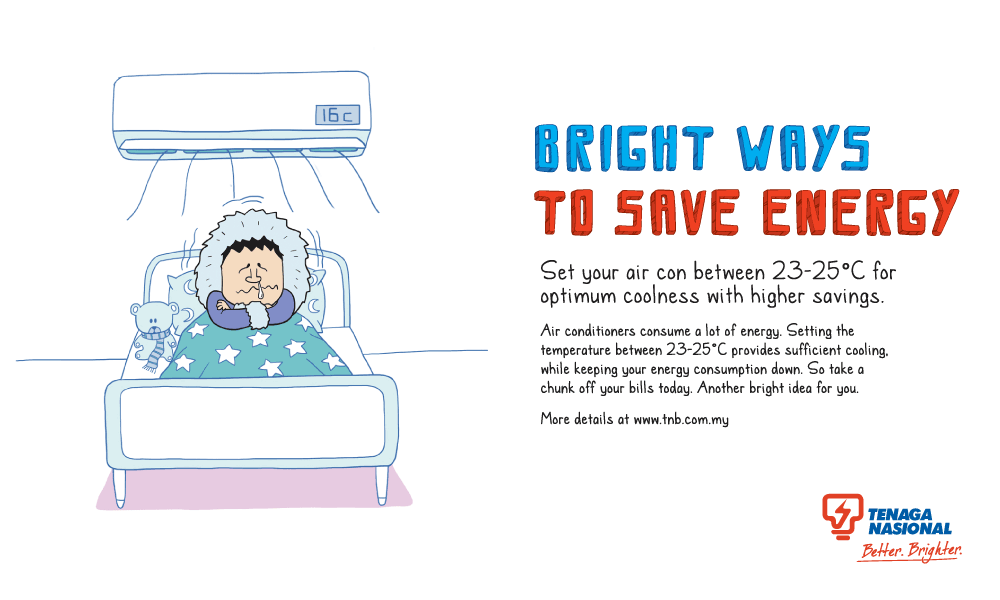 16c
BRIGHT WAYS
TO SAVE ENERGY
Set your air con between 23-25°C for
optimum coolness with higher savings.
Air conditioners consume a lot of energy. Setting the
temperature between 23-25°C provides sufficient cooling,
while keeping your energy consumption down. So take a
chunk off your bills today. Another bright idea for you.
More details at www.tnb.com.my
TENAGA
NASIONAL
Better. Brighter.